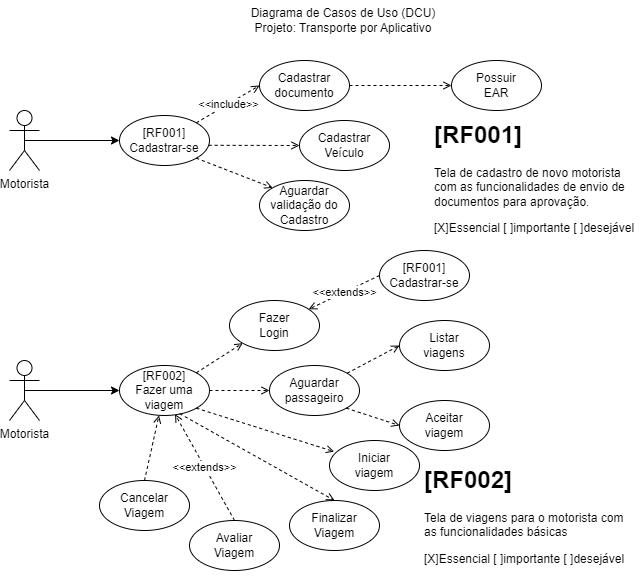 Diagrama de Casos de Uso (DCU)
Projeto: Transporte por Aplicativo
Cadastrar
documento
Possuir
EAR
<<include>>
[RF001]
Cadastrar-se
Cadastrar
Veículo
Motorista
Aguardar
validação do
Cadastro
[RF001]
Tela de cadastro de novo motorista
com as funcionalidades de envio de
documentos para aprovação.
[X]Essencial [ ]importante [ ]desejável
[RF001]
Cadastrar-se
<<extends>>
Fazer
Login
Listar
viagens
[RF002]
Fazer uma
viagem
Aguardar
passageiro
Motorista
Aceitar
viagem
Iniciar
viagem
<<extends>>
Cancelar
Viagem
Avaliar
Viagem
Finalizar
Viagem
[RF002]
Tela de viagens para o motorista com
as funcionalidades básicas
[X]Essencial [ ]importante [ ]desejável